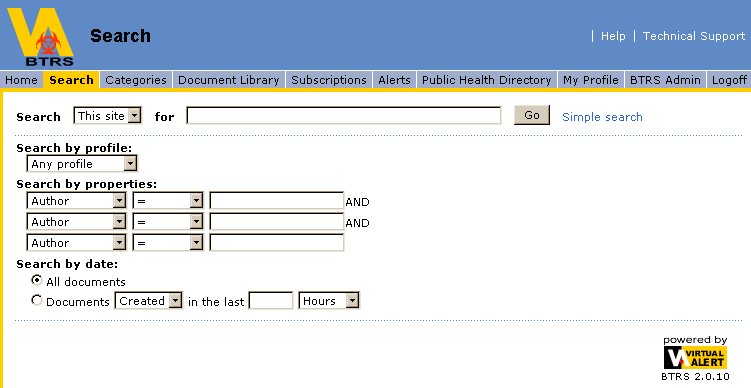 VA
BTRS
Search
| Help | Technical Support
Home Search Categories Document Library Subscriptions Alerts Public Health Directory My Profile BTRS Admin Logoff
Search This site for Go Simple search
Search by profile:
Any profile
Search by properties:
Author = AND
Author = AND
Author =
Search by date:
All documents
Documents Created in the last Hours
powered by
VA VIRTUAL ALERT
BTRS 2.0.10